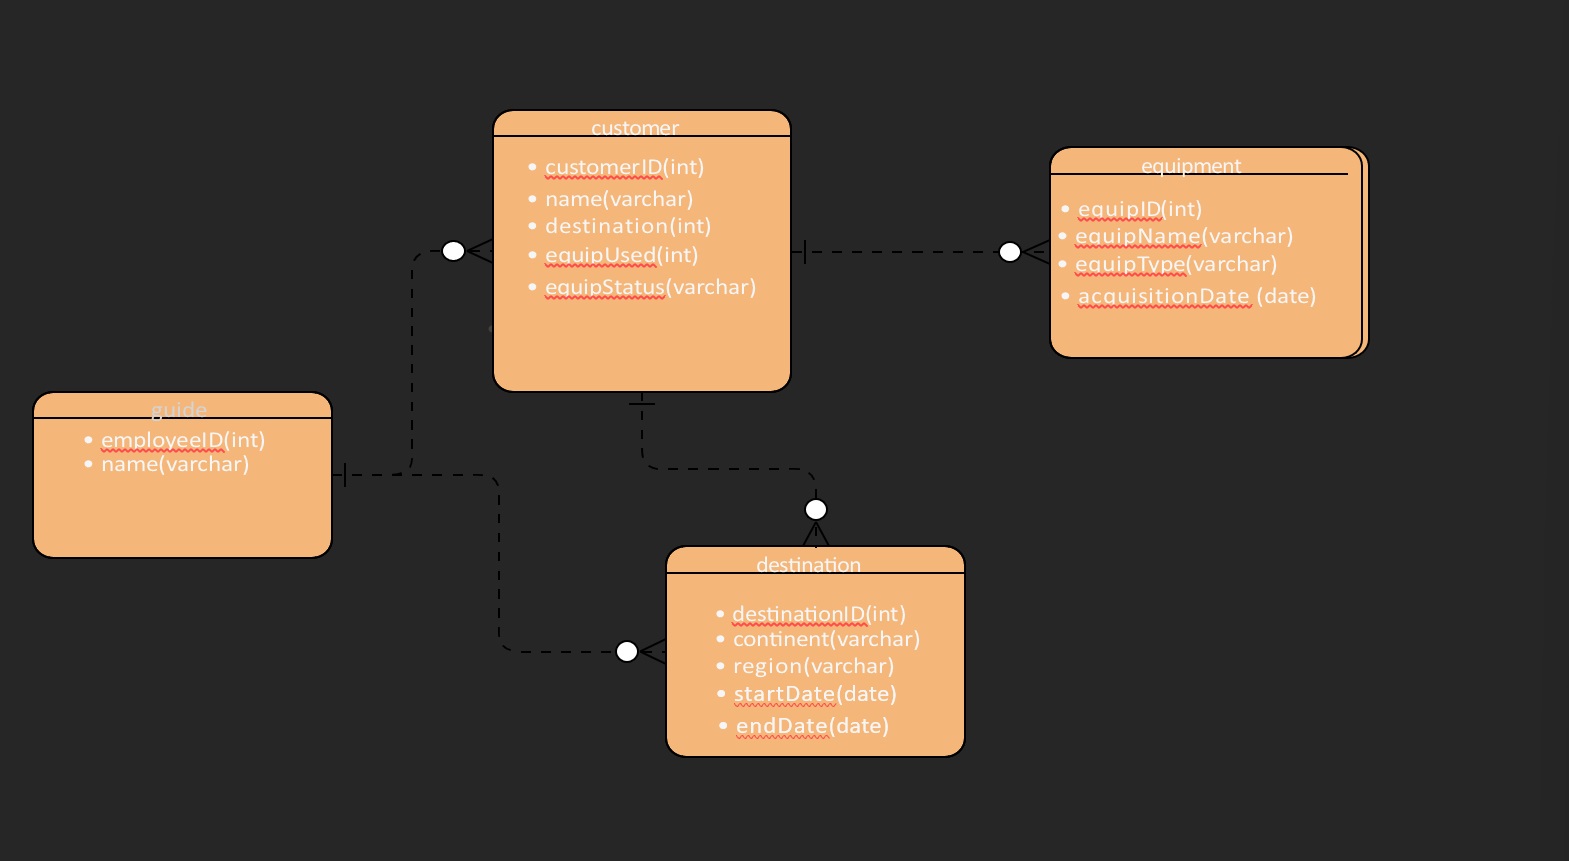 customer
• customerID(int)
• name(varchar)
• destination(int)
• equipUsed(int)
• equipStatus(varchar)
equipment
• equipID(int)
• equipName(varchar)
• equipType(varchar)
• acquisitionDate (date)
guide
• employeeID(int)
• name(varchar)
destination
• destinationID(int)
• continent(varchar)
• region(varchar)
• startDate(date)
• endDate(date)